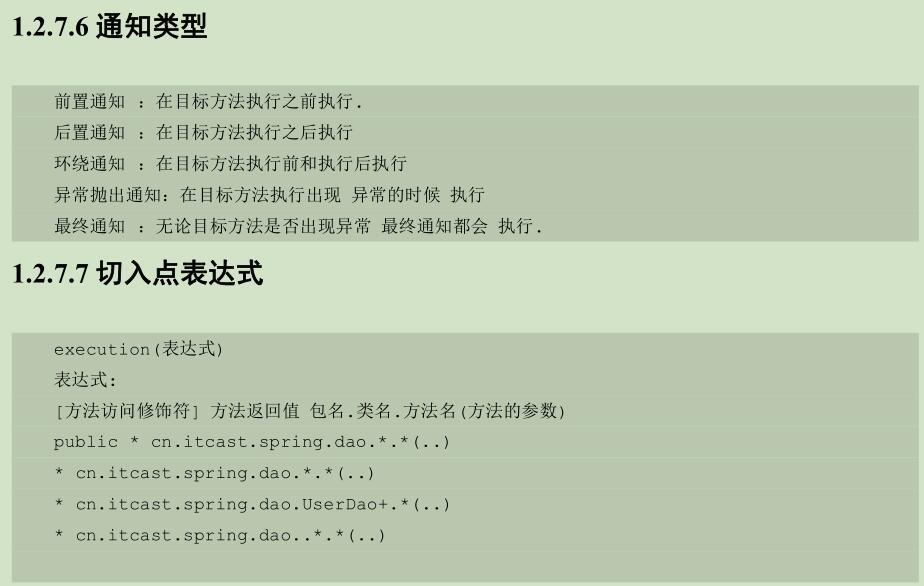 1.2.7.6 通知类型
前置通知 ：在目标方法执行之前执行.
后置通知 ：在目标方法执行之后执行
环绕通知 ：在目标方法执行前和执行后执行
异常抛出通知：在目标方法执行出现 异常的时候 执行
最终通知 ：无论目标方法是否出现异常 最终通知都会 执行.
1.2.7.7 切入点表达式
execution(表达式)
表达式:
[方法访问修饰符] 方法返回值 包名.类名.方法名(方法的参数)
public * cn.itcast.spring.dao.*.*(..)
* cn.itcast.spring.dao.*.*(..)
* cn.itcast.spring.dao.UserDao+.*(..)
* cn.itcast.spring.dao..*.*(..)